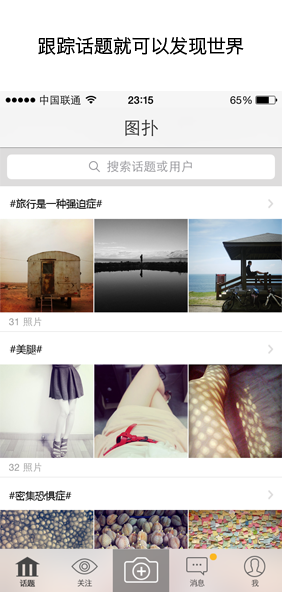 跟踪话题就可以发现世界
中国联通 23:15 65%
图扑
搜索话题或用户
#旅行是一种强迫症#
31 照片
#美腿#
32 照片
#密集恐惧症#
话题 关注 消息 我